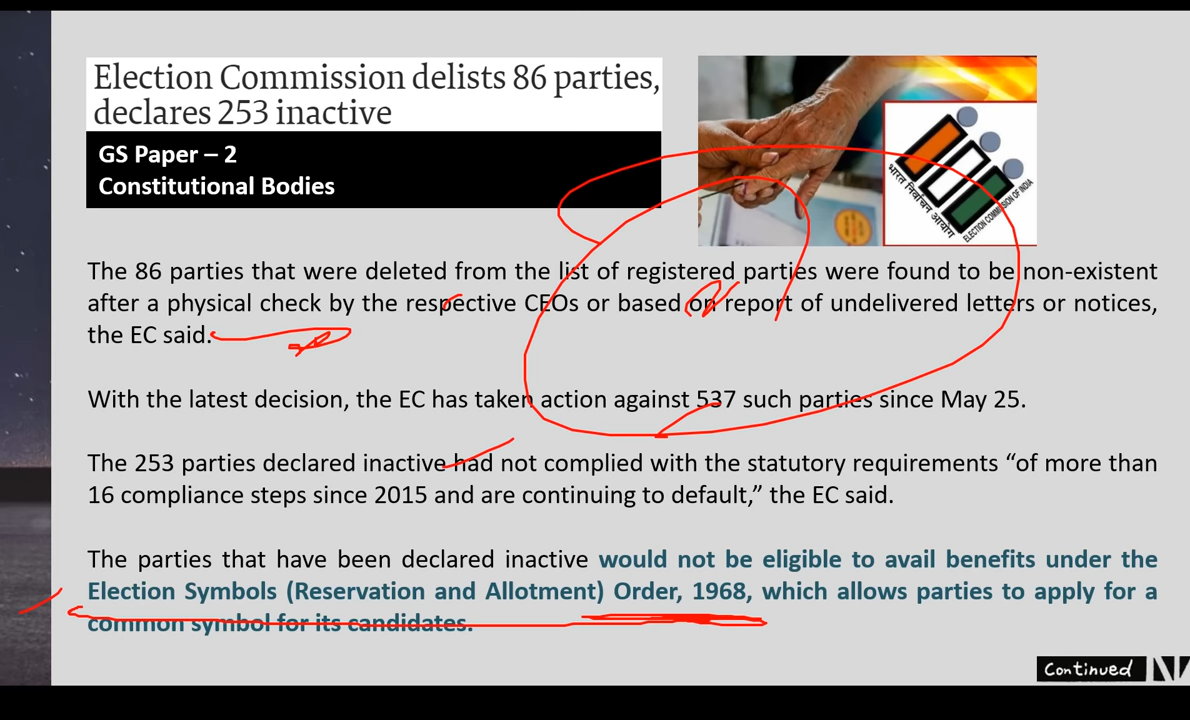 Election Commission delists 86 parties,
declares 253 inactive
GS Paper – 2
Constitutional Bodies
भारत निर्वाचन आयोग
ELECTION COMMISSION OF INDIA
The 86 parties that were deleted from the list of registered parties were found to be non-existent
after a physical check by the respective CEOs or based on report of undelivered letters or notices,
the EC said.
With the latest decision, the EC has taken action against 537 such parties since May 25.
The 253 parties declared inactive had not complied with the statutory requirements “of more than
16 compliance steps since 2015 and are continuing to default,” the EC said.
The parties that have been declared inactive would not be eligible to avail benefits under the
Election Symbols (Reservation and Allotment) Order, 1968, which allows parties to apply for a
common symbol for its candidates.
Continued